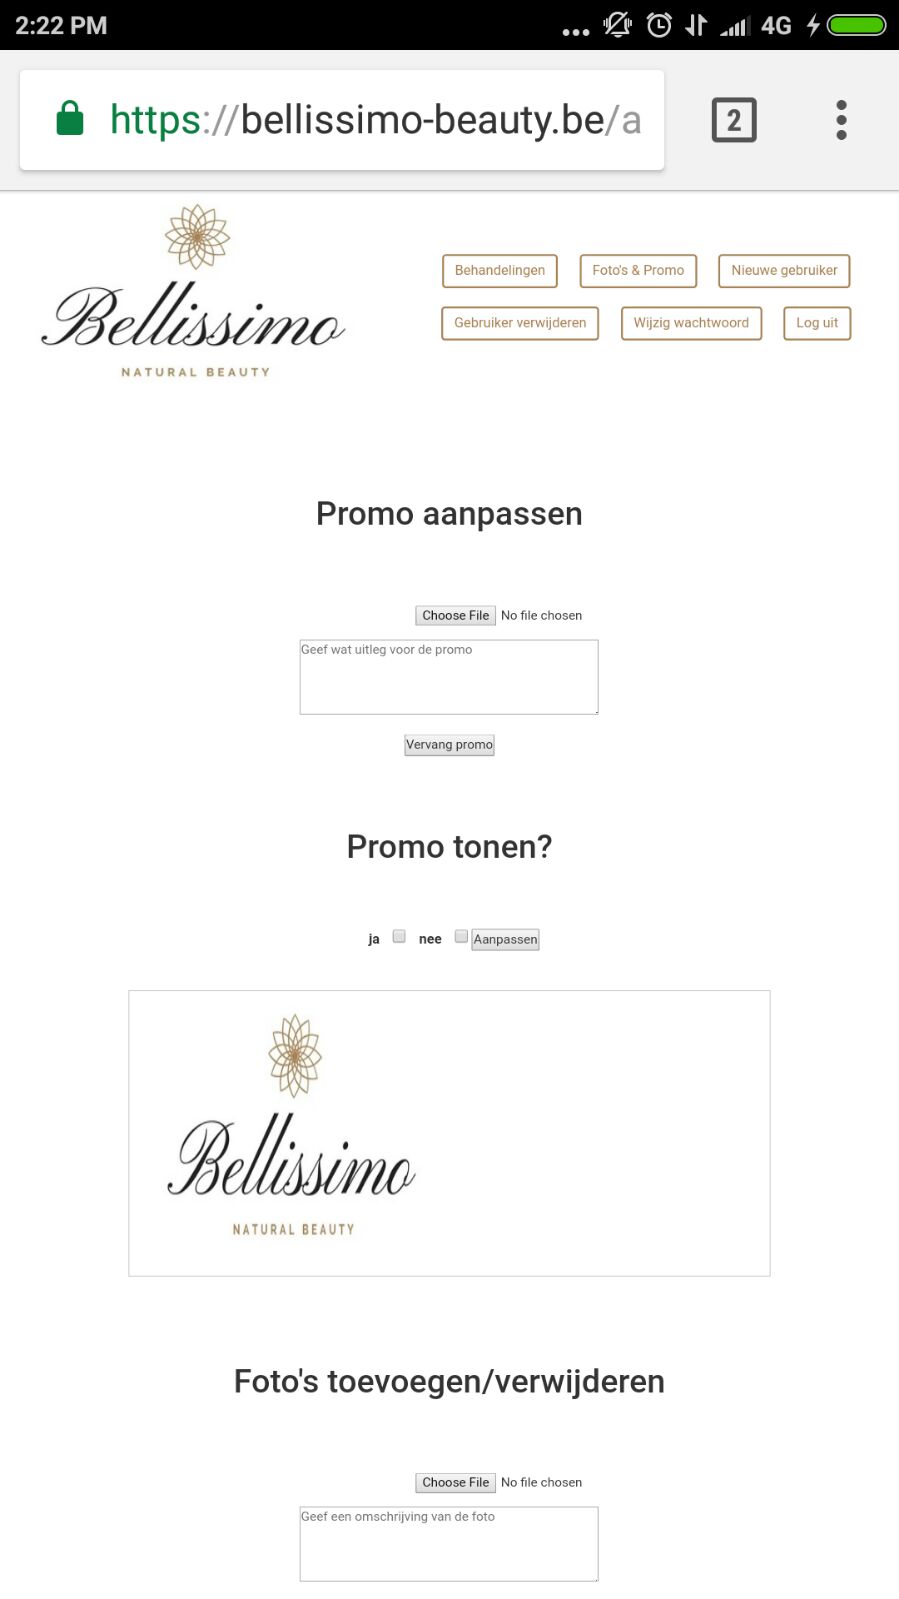 2:22 PM
4G
https://bellissimo-beauty.be/a
2
Bellissimo
NATURAL BEAUTY
Behandelingen
Foto's & Promo
Nieuwe gebruiker
Gebruiker verwijderen
Wijzig wachtwoord
Log uit
Promo aanpassen
Choose File No file chosen
Geef wat uitleg voor de promo
Vervang promo
Promo tonen?
ja nee Aanpassen
Bellissimo
NATURAL BEAUTY
Foto's toevoegen/verwijderen
Choose File No file chosen
Geef een omschrijving van de foto